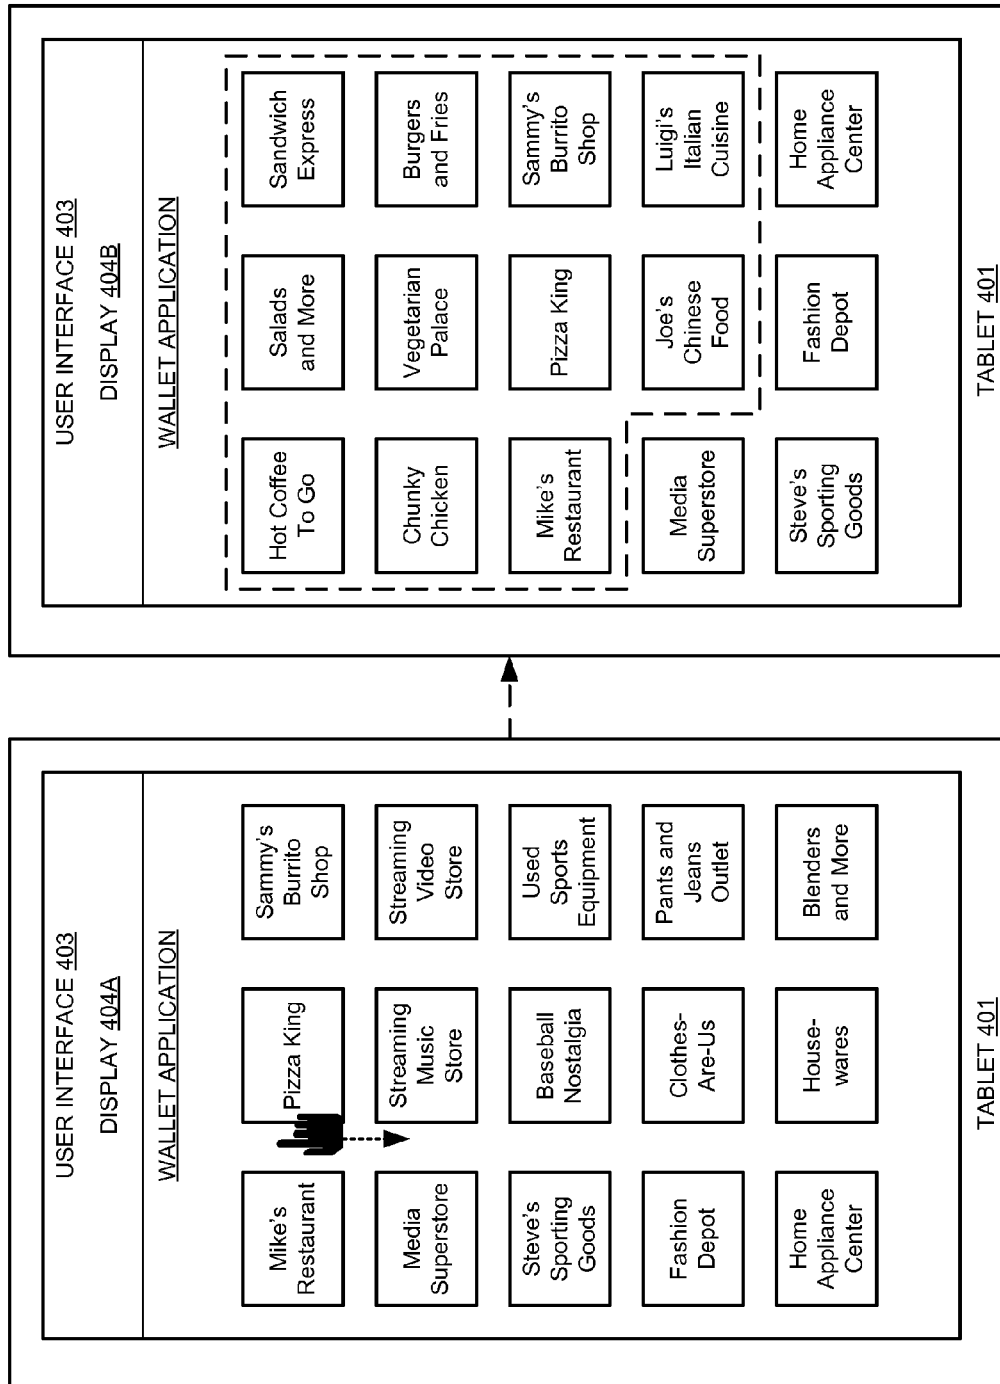 USER INTERFACE 403
DISPLAY 404A
WALLET APPLICATION
Mike's
Restaurant
Pizza King
Sammy's
Burrito
Shop
Media
Superstore
Streaming
Music
Store
Streaming
Video
Store
Steve's
Sporting
Goods
Baseball
Nostalgia
Used
Sports
Equipment
Fashion
Depot
Clothes-
Are-Us
Pants and
Jeans
Outlet
Home
Appliance
Center
House-
wares
Blenders
and More
TABLET 401
USER INTERFACE 403
DISPLAY 404B
WALLET APPLICATION
Hot Coffee
To Go
Salads
and More
Sandwich
Express
Chunky
Chicken
Vegetarian
Palace
Burgers
and Fries
Mike's
Restaurant
Pizza King
Sammy's
Burrito
Shop
Media
Superstore
Joe's
Chinese
Food
Luigi's
Italian
Cuisine
Steve's
Sporting
Goods
Fashion
Depot
Home
Appliance
Center
TABLET 401